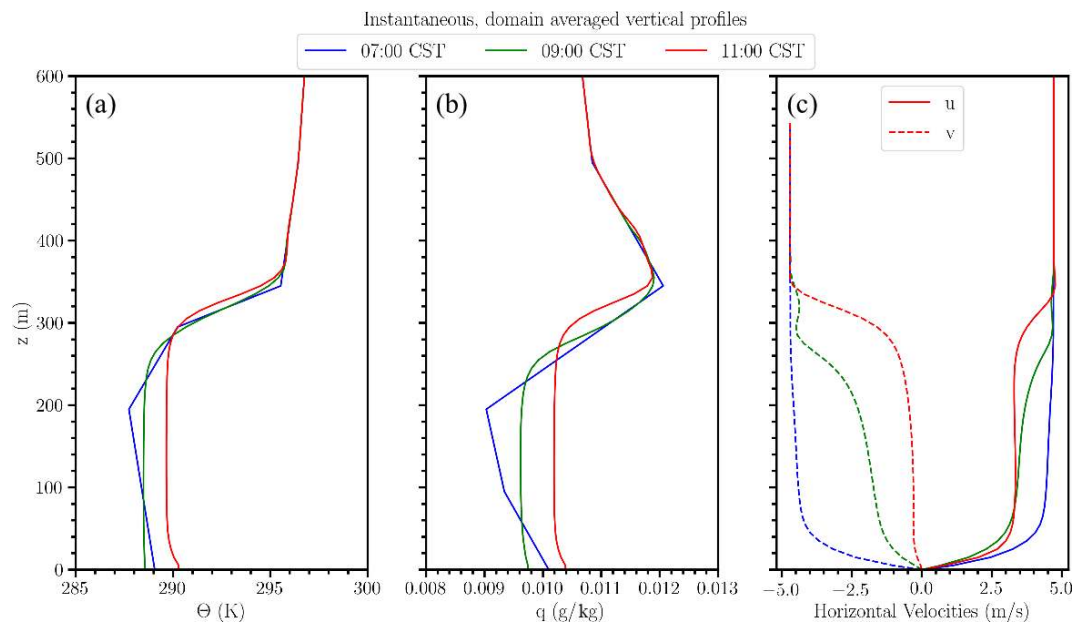 Instantaneous, domain averaged vertical profiles
07:00 CST 09:00 CST 11:00 CST
(a) (b) (c)
u
v
600
500
400
300
200
100
0
z (m)
285 290 295 300
Θ (K)
0.008 0.009 0.010 0.011 0.012 0.013
q (g/kg)
−5.0 −2.5 0.0 2.5 5.0
Horizontal Velocities (m/s)